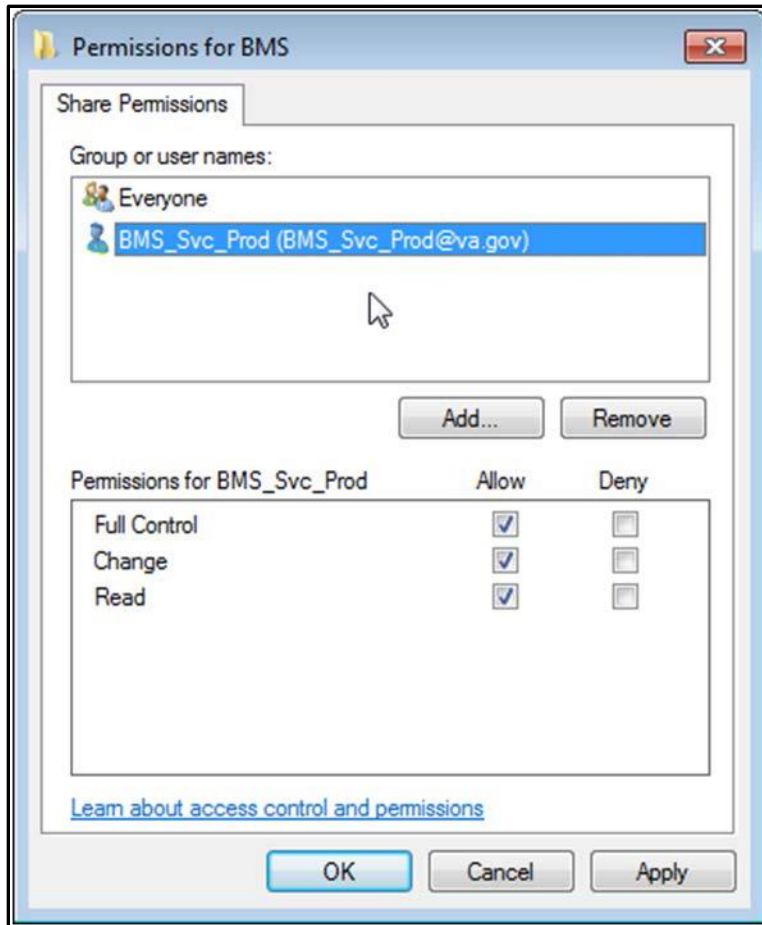 Permissions for BMS
Share Permissions
Group or user names:
Everyone
BMS_Svc_Prod (BMS_Svc_Prod@va.gov)
Add... Remove
Permissions for BMS_Svc_Prod Allow Deny
Full Control
Change
Read
Learn about access control and permissions
OK Cancel Apply